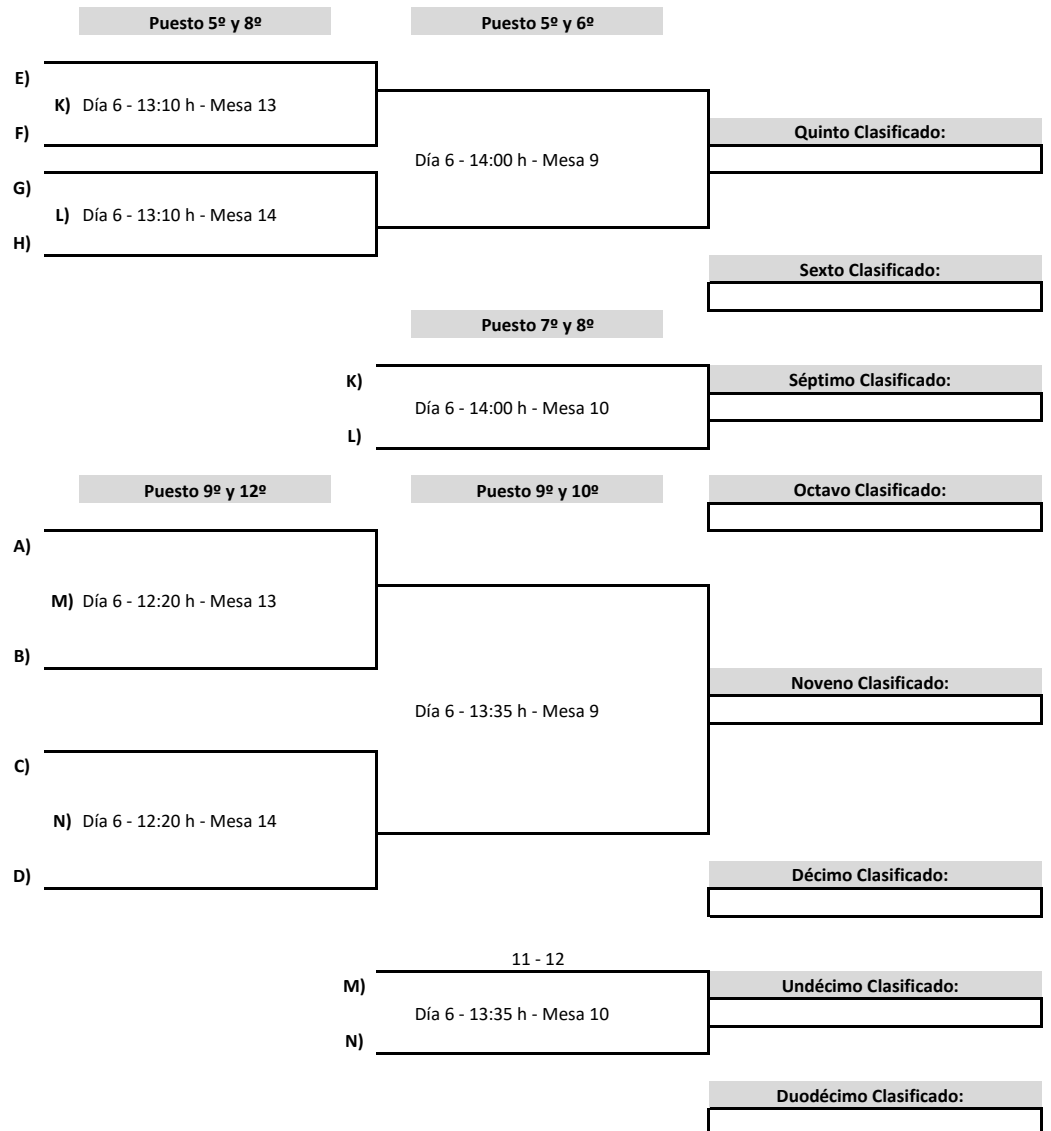 Puesto 5º y 8º Puesto 5º y 6º
E)
K) Día 6 - 13:10 h - Mesa 13
F) Quinto Clasificado:
Día 6 - 14:00 h - Mesa 9
G)
L) Día 6 - 13:10 h - Mesa 14
H)
Sexto Clasificado:
Puesto 7º y 8º
K) Séptimo Clasificado:
Día 6 - 14:00 h - Mesa 10
L)
Puesto 9º y 12º Puesto 9º y 10º Octavo Clasificado:
A)
M) Día 6 - 12:20 h - Mesa 13
B)
Noveno Clasificado:
Día 6 - 13:35 h - Mesa 9
C)
N) Día 6 - 12:20 h - Mesa 14
D) Décimo Clasificado:
11 - 12
M) Undécimo Clasificado:
Día 6 - 13:35 h - Mesa 10
N)
Duodécimo Clasificado: